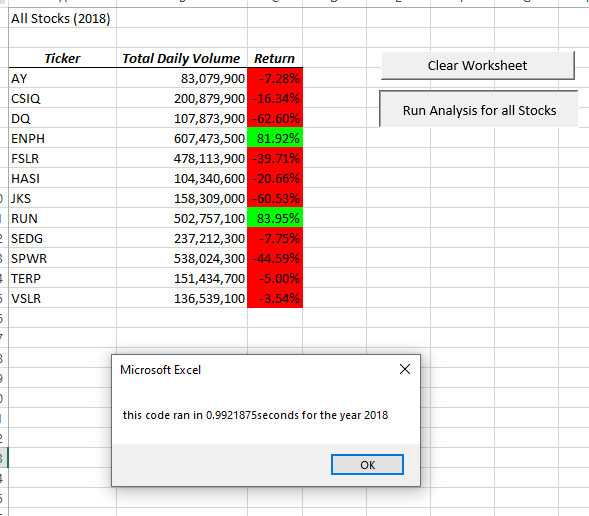 All Stocks (2018)
Ticker Total Daily Volume Return
AY 83,079,900 -7.28%
CSIQ 200,879,900 -16.34%
DQ 107,873,900 -62.60%
ENPH 607,473,500 81.92%
FSLR 478,113,900 -39.71%
HASI 104,340,600 -20.66%
JKS 158,309,000 -60.53%
RUN 502,757,100 83.95%
SEDG 237,212,300 -7.75%
SPWR 538,024,300 -44.59%
TERP 151,434,700 -5.00%
VSLR 136,539,100 -3.54%
Clear Worksheet
Run Analysis for all Stocks
Microsoft Excel
this code ran in 0.9921875seconds for the year 2018
OK